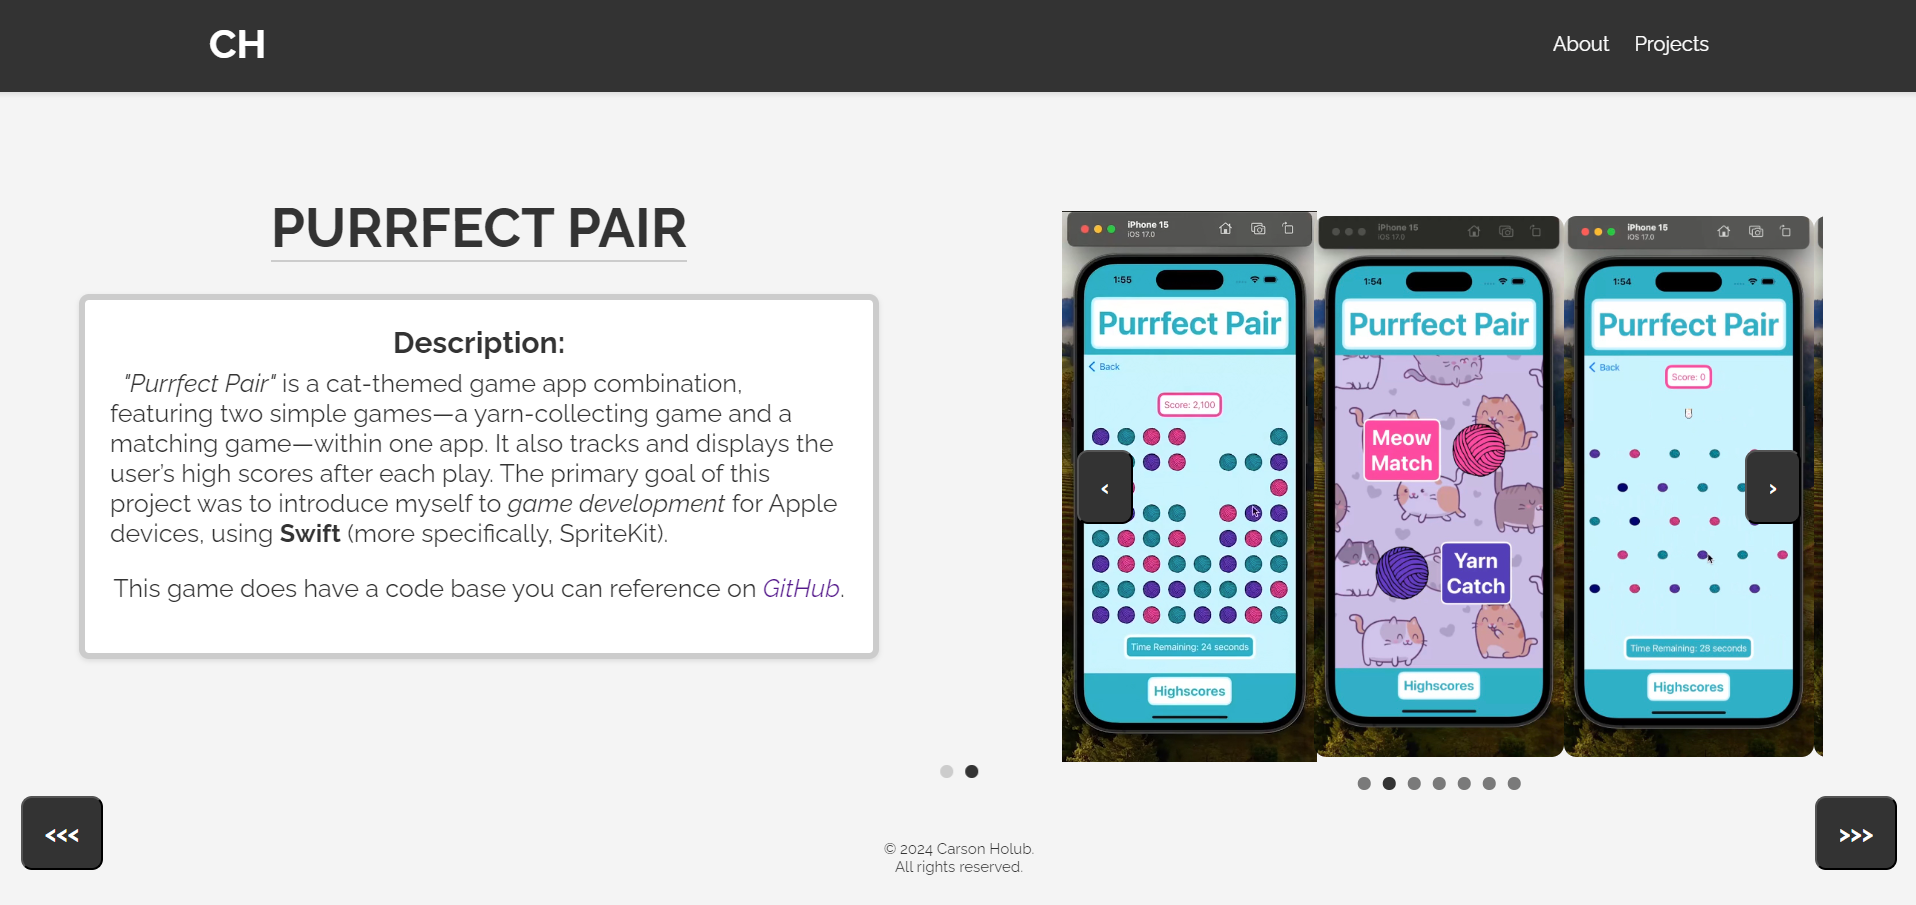 CH
About Projects
PURRFECT PAIR
Description:
"Purrfect Pair" is a cat-themed game app combination,
featuring two simple games—a yarn-collecting game and a
matching game—within one app. It also tracks and displays the
user’s high scores after each play. The primary goal of this
project was to introduce myself to game development for Apple
devices, using Swift (more specifically, SpriteKit).
This game does have a code base you can reference on GitHub.
iPhone 15
iOS 17.0
1:55
Purrfect Pair
< Back
Score: 2,100
Time Remaining: 24 seconds
Highscores
iPhone 15
iOS 17.0
1:54
Purrfect Pair
Meow
Match
Yarn
Catch
Highscores
iPhone 15
iOS 17.0
1:54
Purrfect Pair
< Back
Score: 0
Time Remaining: 28 seconds
Highscores
<
>
<<<
>>>
© 2024 Carson Holub.
All rights reserved.